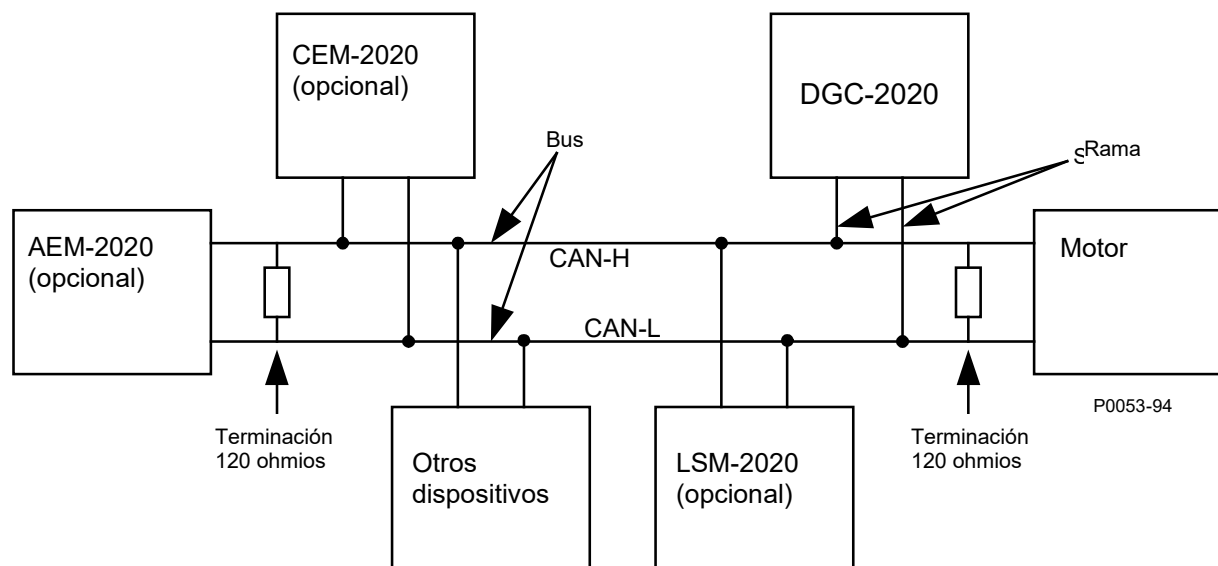 CEM-2020
(opcional)
DGC-2020
Bus
SRama
AEM-2020
(opcional)
CAN-H
Motor
CAN-L
P0053-94
Terminación
120 ohmios
Otros
dispositivos
LSM-2020
(opcional)
Terminación
120 ohmios